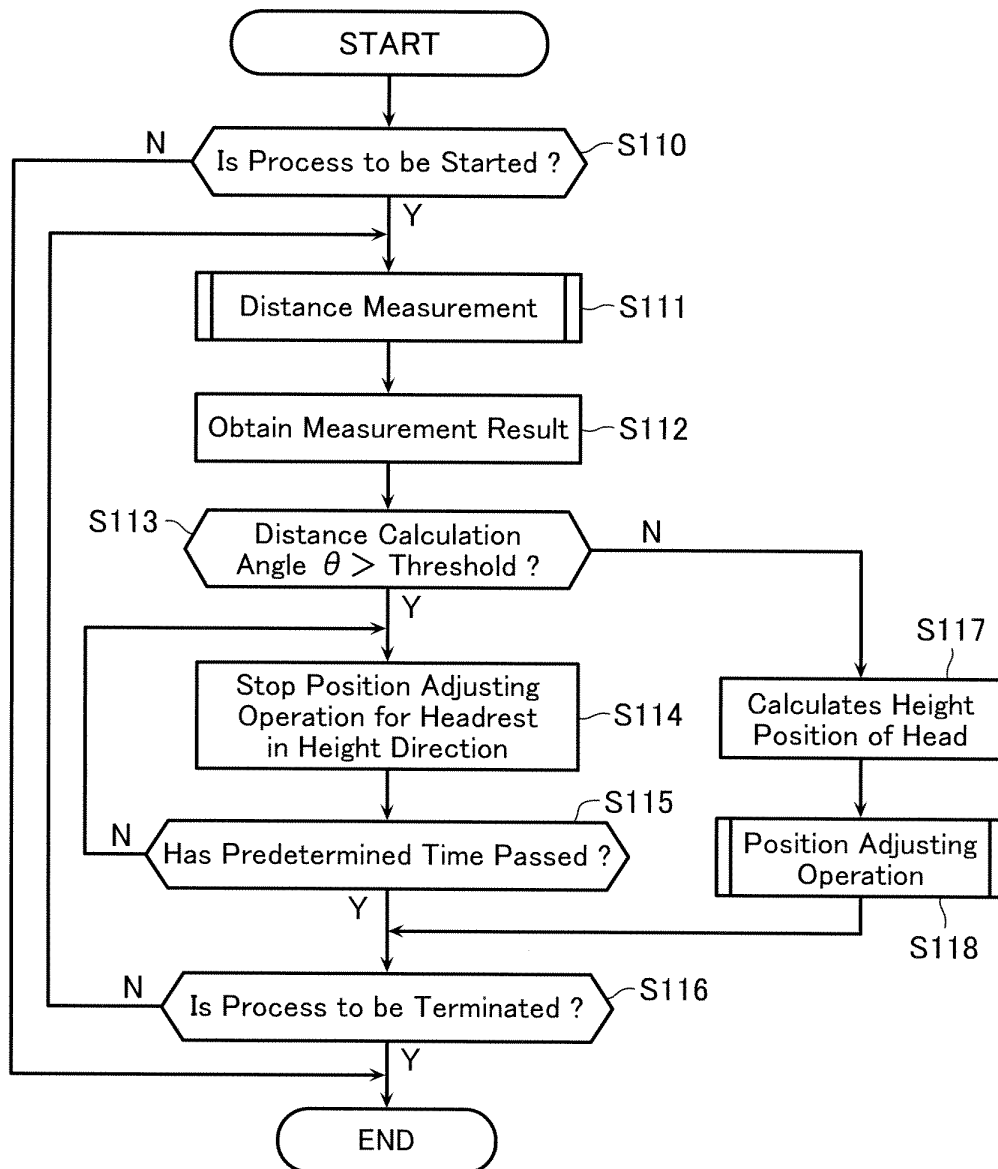 START
N
Is Process to be Started ?
S110
Y
Distance Measurement
S111
Obtain Measurement Result
S112
S113
Distance Calculation
Angle θ > Threshold ?
N
Y
S117
Stop Position Adjusting
Operation for Headrest
in Height Direction
S114
Calculates Height
Position of Head
S115
N
Has Predetermined Time Passed ?
Position Adjusting
Operation
Y
S118
N
Is Process to be Terminated ?
S116
Y
END